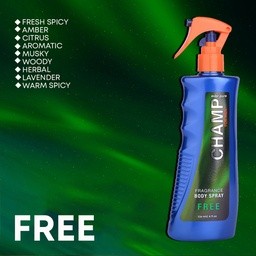 FRESH SPICY
AMBER
CITRUS
AROMATIC
MUSKY
WOODY
HERBAL
LAVENDER
WARM SPICY
CHAMP
FRAGRANCE
BODY SPRAY
FREE
FREE